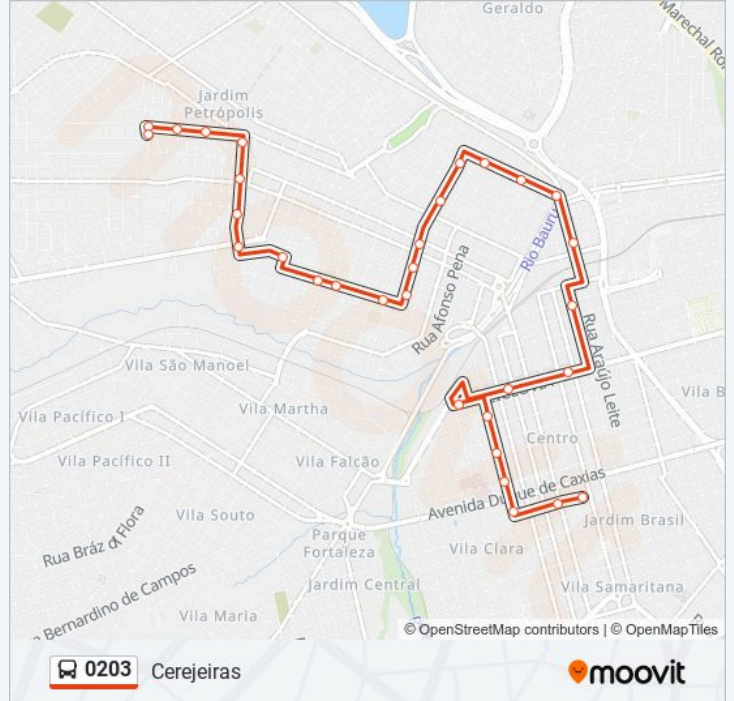 Geraldo
Marechal Ro
Jardim
Petrópolis
Rio Bauru
Rua Afonso Pena
Rua Araújo Leite
Vila São Manoel
Vila B
Vila Pacífico I
Vila Martha
Centro
Vila Pacífico II
Vila Falcão
Avenida Duque de Caxias
Vila Souto
Jardim Brasil
Rua Bráz
Flora
Parque
Fortaleza
Vila Clara
Jardim Central
Vila Samaritana
Bernardino de Campos
Vila Maria
© OpenStreetMap contributors | © OpenMapTiles
0203 Cerejeiras
moovit